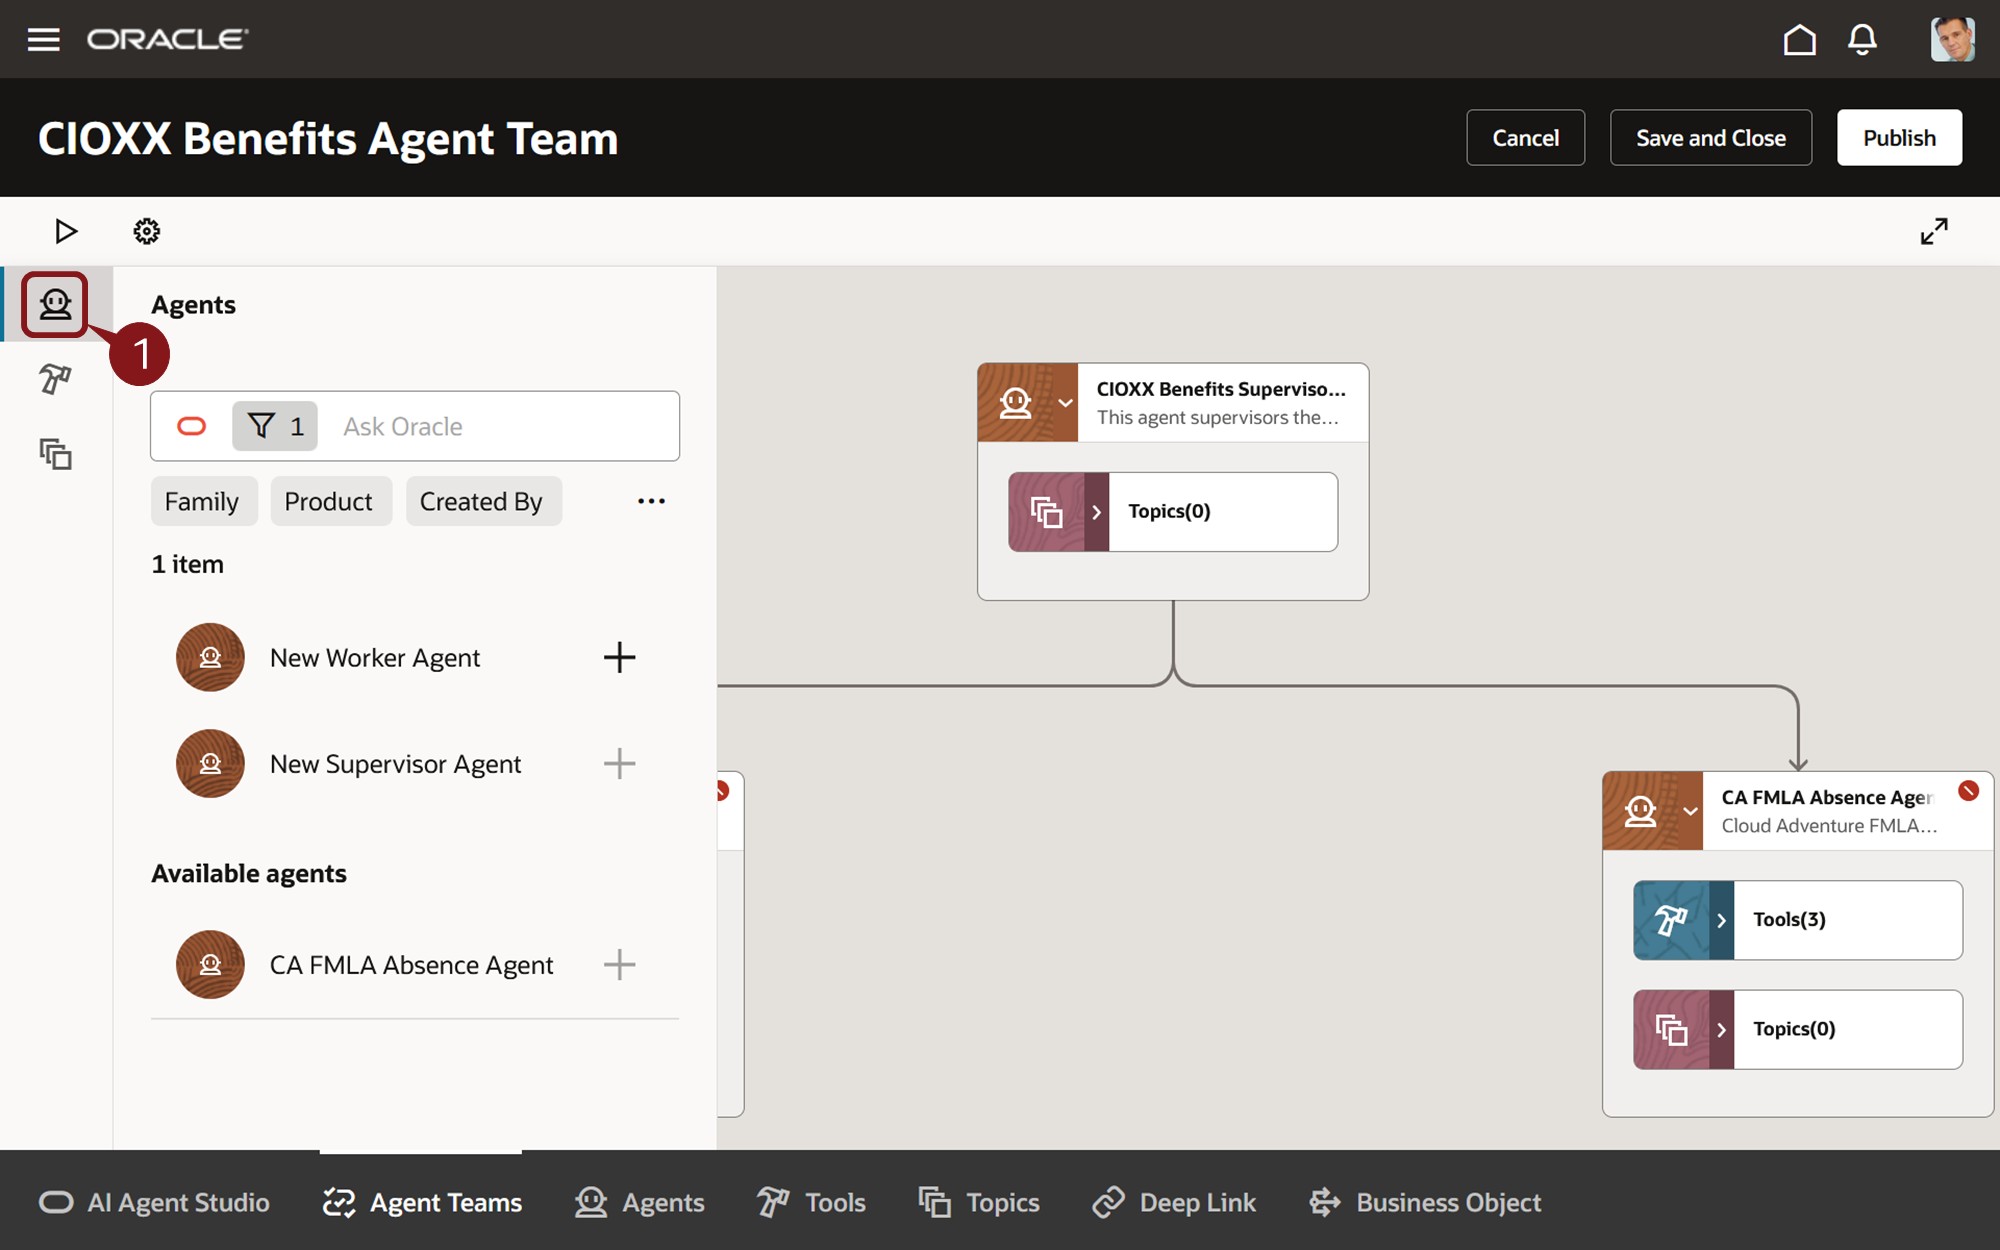 ORACLE
CIOXX Benefits Agent Team
Cancel
Save and Close
Publish
1
Agents
1
Ask Oracle
Family
Product
Created By
...
1 item
New Worker Agent
New Supervisor Agent
Available agents
CA FMLA Absence Agent
CIOXX Benefits Superviso...
This agent supervisors the...
Topics(0)
CA FMLA Absence Agen
Cloud Adventure FMLA...
Tools(3)
Topics(0)
AI Agent Studio
Agent Teams
Agents
Tools
Topics
Deep Link
Business Object